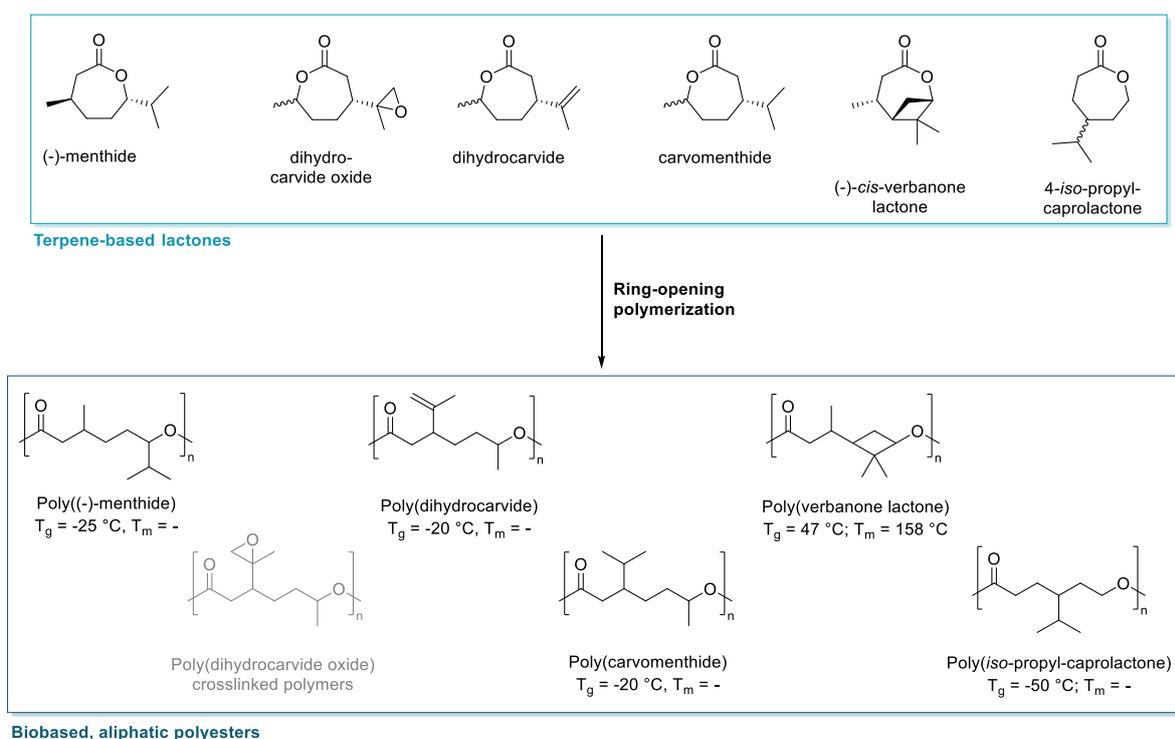 O
O
(-)-menthide
O
O
O
dihydro-
carvide oxide
O
O
dihydrocarvide
O
O
carvomenthide
O
O
(-)-cis-verbanone
lactone
O
O
4-iso-propyl-
caprolactone
Terpene-based lactones
Ring-opening
polymerization
O
O
n
Poly((-)-menthide)
Tg = -25 °C, Tm = -
O
O
n
Poly(dihydrocarvide)
Tg = -20 °C, Tm = -
O
O
n
Poly(verbanone lactone)
Tg = 47 °C; Tm = 158 °C
O
O
O
n
Poly(dihydrocarvide oxide)
crosslinked polymers
O
O
n
Poly(carvomenthide)
Tg = -20 °C, Tm = -
O
O
n
Poly(iso-propyl-caprolactone)
Tg = -50 °C; Tm = -
Biobased, aliphatic polyesters